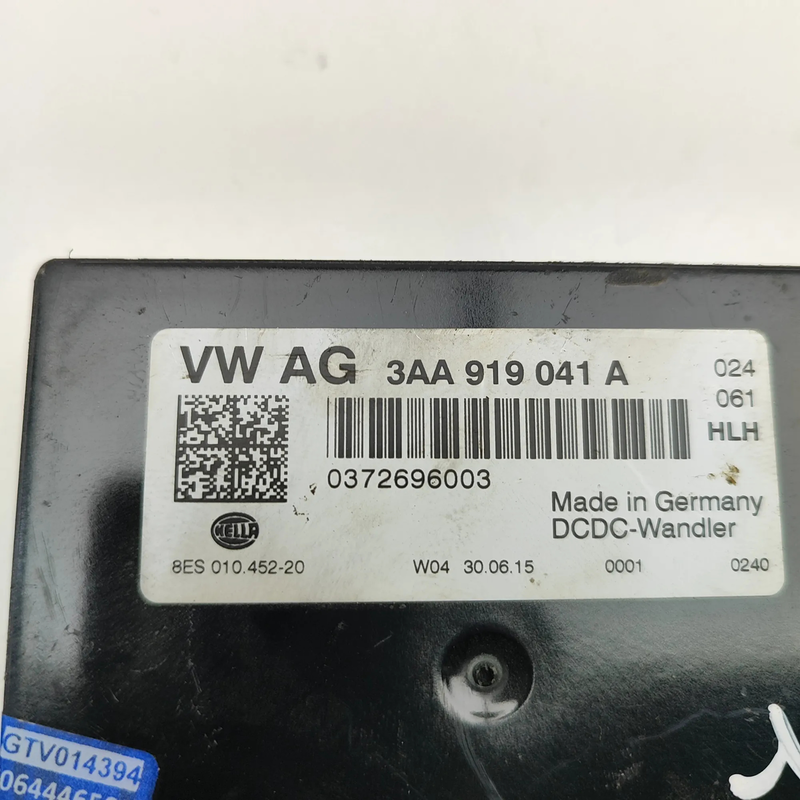 VW AG 3AA 919 041 A 024
061
HLH
0372696003
Made in Germany
HELLA DCDC-Wandler
8ES 010.452-20 W04 30.06.15 0001 0240
GTV014394